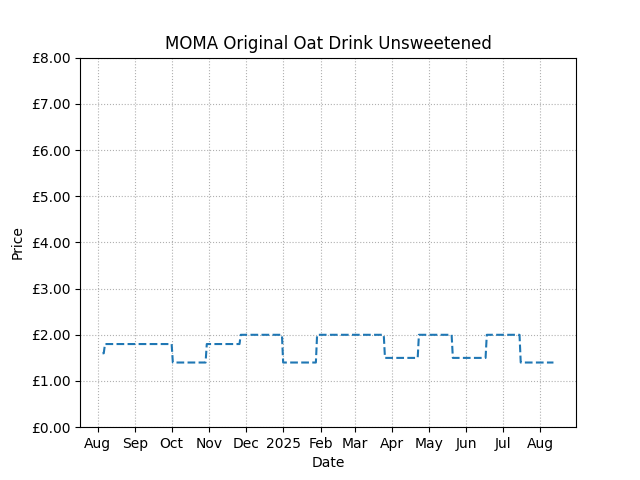 MOMA Original Oat Drink Unsweetened
£8.00
£7.00
£6.00
£5.00
£4.00
£3.00
£2.00
£1.00
£0.00
Price
Aug Sep Oct Nov Dec 2025 Feb Mar Apr May Jun Jul Aug
Date